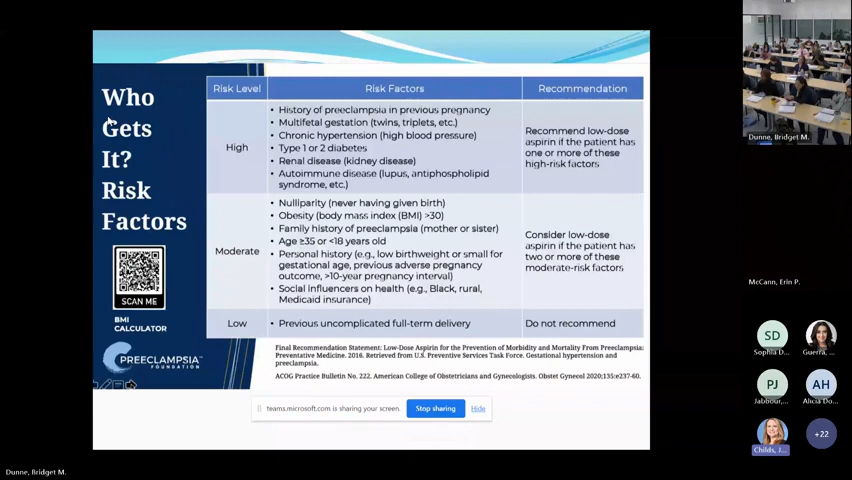 Who
Gets
It?
Risk
Factors
SCAN ME
BMI
CALCULATOR
PREECLAMPSIA
FOUNDATION
Risk Level
Risk Factors
Recommendation
High
• History of preeclampsia in previous pregnancy
• Multifetal gestation (twins, triplets, etc.)
• Chronic hypertension (high blood pressure)
• Type 1 or 2 diabetes
• Renal disease (kidney disease)
• Autoimmune disease (lupus, antiphospholipid
syndrome, etc.)
Recommend low-dose
aspirin if the patient has
one or more of these
high-risk factors
Moderate
• Nulliparity (never having given birth)
• Obesity (body mass index (BMI) >30)
• Family history of preeclampsia (mother or sister)
• Age ≥35 or <18 years old
• Personal history (e.g., low birthweight or small for
gestational age, previous adverse pregnancy
outcome, >10-year pregnancy interval)
• Social influencers on health (e.g., Black, rural,
Medicaid insurance)
Consider low-dose
aspirin if the patient has
two or more of these
moderate-risk factors
Low
• Previous uncomplicated full-term delivery
Do not recommend
Final Recommendation Statement: Low-Dose Aspirin for the Prevention of Morbidity and Mortality From Preeclampsia:
Preventative Medicine. 2016. Retrieved from U.S. Preventive Services Task Force. Gestational hypertension and
preeclampsia.
ACOG Practice Bulletin No. 222. American College of Obstetricians and Gynecologists. Obstet Gynecol 2020;135:e237-60.
teams.microsoft.com is sharing your screen.
Stop sharing
Hide
Dunne, Bridget M.
McCann, Erin P.
SD
Sophia D...
Guerra,...
PJ
Jabbour,...
AH
Alicia Do...
Childs, J...
+22
Dunne, Bridget M.